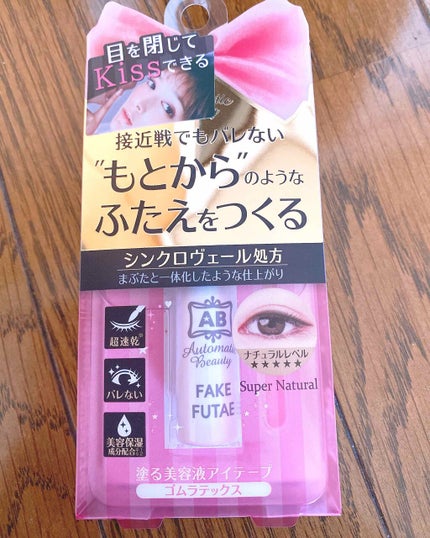 目を閉じて
Kissできる
接近戦でもバレない
"もとから"のような
ふたえをつくる
シンクロヴェール処方
まぶたと一体化したような仕上がり
超速乾
バレない
美容保湿
成分配合
AB
Automatic
Beauty
FAKE
FUTAE
ナチュラルレベル
★★★★★
Super Natural
塗る美容液アイテープ
ゴムラテックス